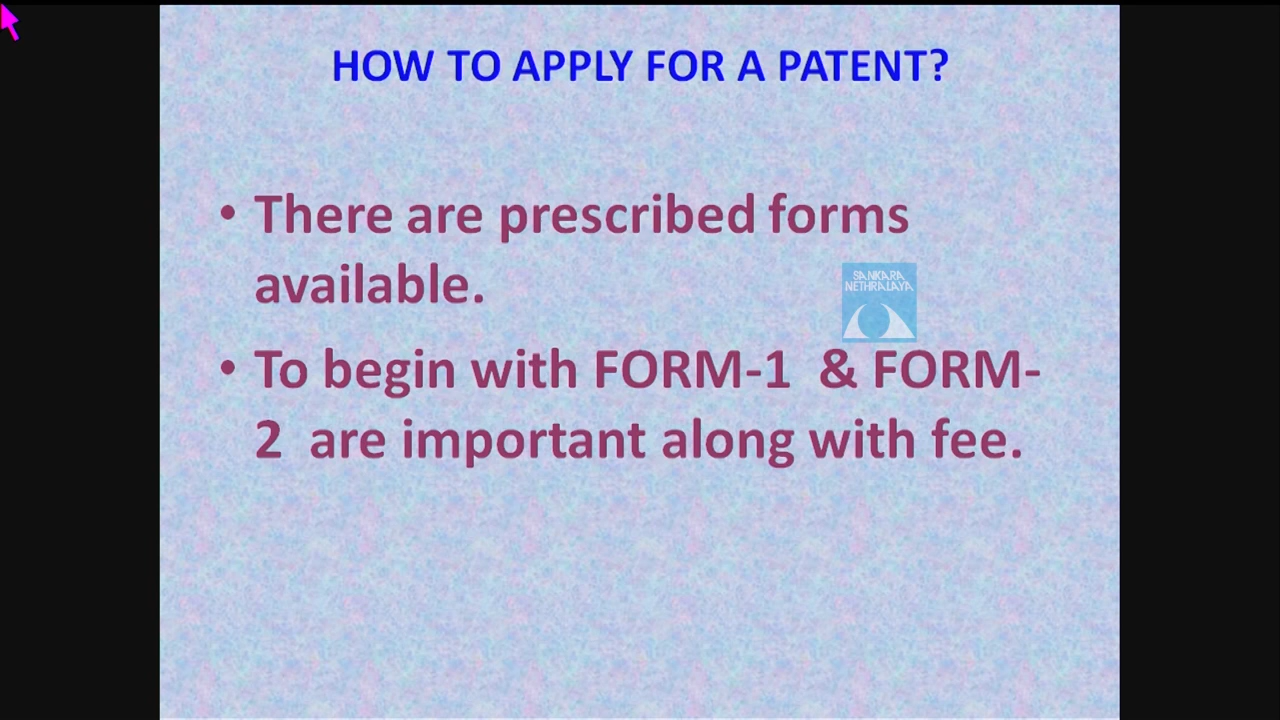 HOW TO APPLY FOR A PATENT?
• There are prescribed forms
available.
SANKARA
NETHRALAYA
• To begin with FORM-1 & FORM-
2 are important along with fee.